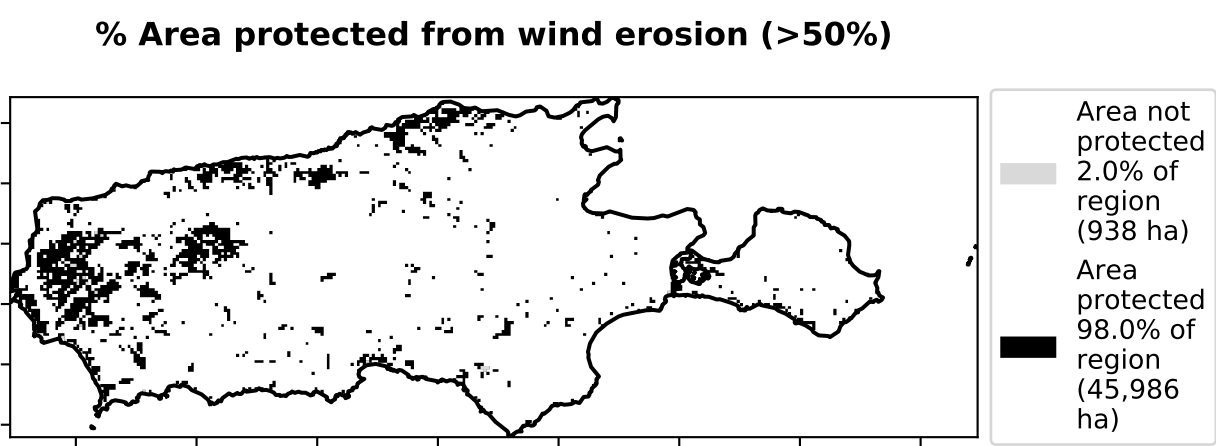 % Area protected from wind erosion (>50%)
Area not
protected
2.0% of
region
(938 ha)
Area
protected
98.0% of
region
(45,986
ha)